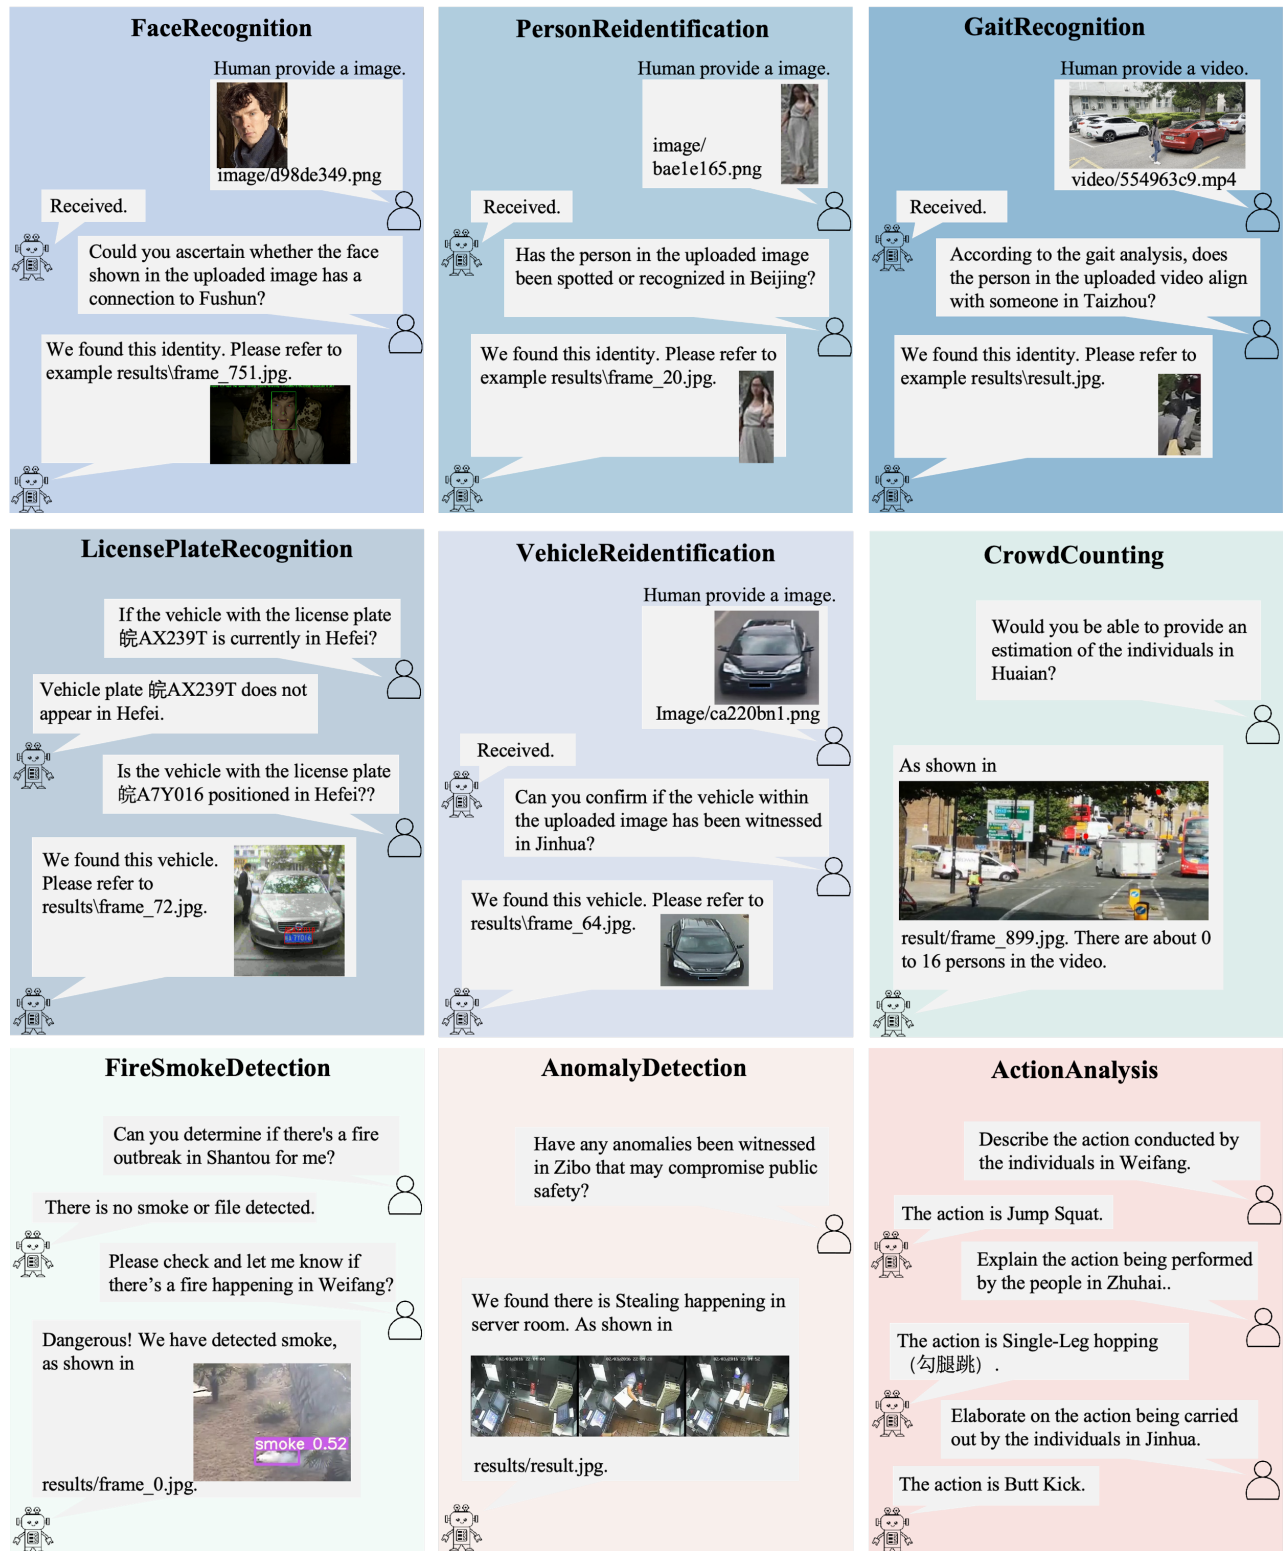 FaceRecognition
Human provide a image.
image/d98de349.png
Received.
Could you ascertain whether the face
shown in the uploaded image has a
connection to Fushun?
We found this identity. Please refer to
example results\frame_751.jpg.
PersonReidentification
Human provide a image.
image/
bae1e165.png
Received.
Has the person in the uploaded image
been spotted or recognized in Beijing?
We found this identity. Please refer to
example results\frame_20.jpg.
GaitRecognition
Human provide a video.
video/554963c9.mp4
Received.
According to the gait analysis, does
the person in the uploaded video align
with someone in Taizhou?
We found this identity. Please refer to
example results\result.jpg.
LicensePlateRecognition
If the vehicle with the license plate
皖AX239T is currently in Hefei?
Vehicle plate 皖AX239T does not
appear in Hefei.
Is the vehicle with the license plate
皖A7Y016 positioned in Hefei??
We found this vehicle.
Please refer to
results\frame_72.jpg.
VehicleReidentification
Human provide a image.
Image/ca220bn1.png
Received.
Can you confirm if the vehicle within
the uploaded image has been witnessed
in Jinhua?
We found this vehicle. Please refer to
results\frame_64.jpg.
CrowdCounting
Would you be able to provide an
estimation of the individuals in
Huaian?
As shown in
result/frame_899.jpg. There are about 0
to 16 persons in the video.
FireSmokeDetection
Can you determine if there's a fire
outbreak in Shantou for me?
There is no smoke or file detected.
Please check and let me know if
there’s a fire happening in Weifang?
Dangerous! We have detected smoke,
as shown in
smoke 0.52
results/frame_0.jpg.
AnomalyDetection
Have any anomalies been witnessed
in Zibo that may compromise public
safety?
We found there is Stealing happening in
server room. As shown in
results/result.jpg.
ActionAnalysis
Describe the action conducted by
the individuals in Weifang.
The action is Jump Squat.
Explain the action being performed
by the people in Zhuhai..
The action is Single-Leg hopping
（勾腿跳）.
Elaborate on the action being carried
out by the individuals in Jinhua.
The action is Butt Kick.